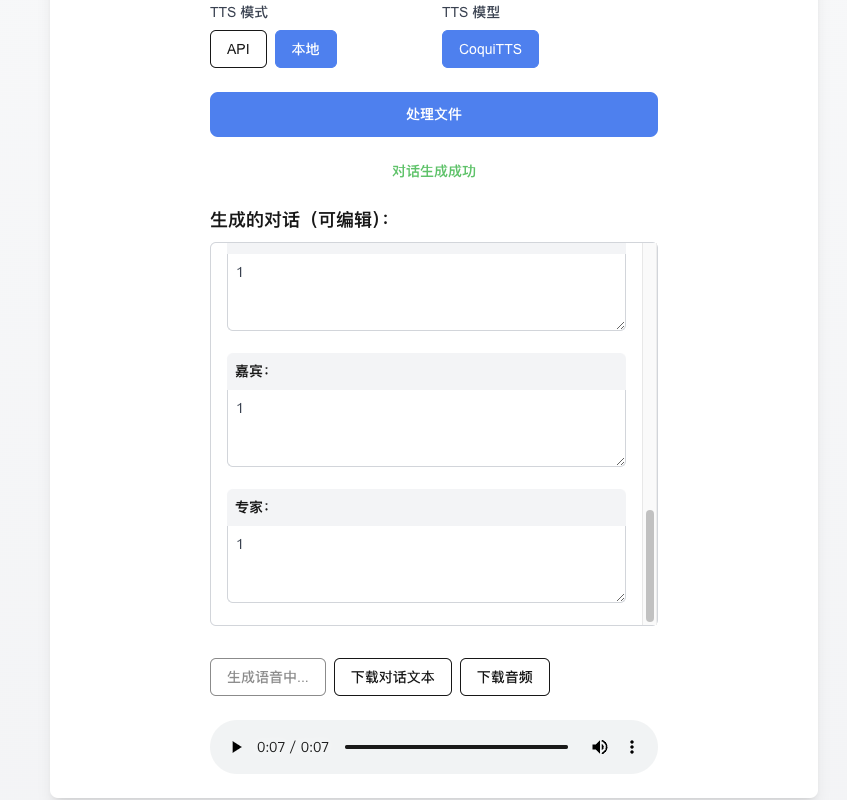 TTS 模式 TTS 模型
API 本地 CoquiTTS
处理文件
对话生成成功
生成的对话（可编辑）：
1
嘉宾：
1
专家：
1
生成语音中... 下载对话文本 下载音频
0:07 / 0:07